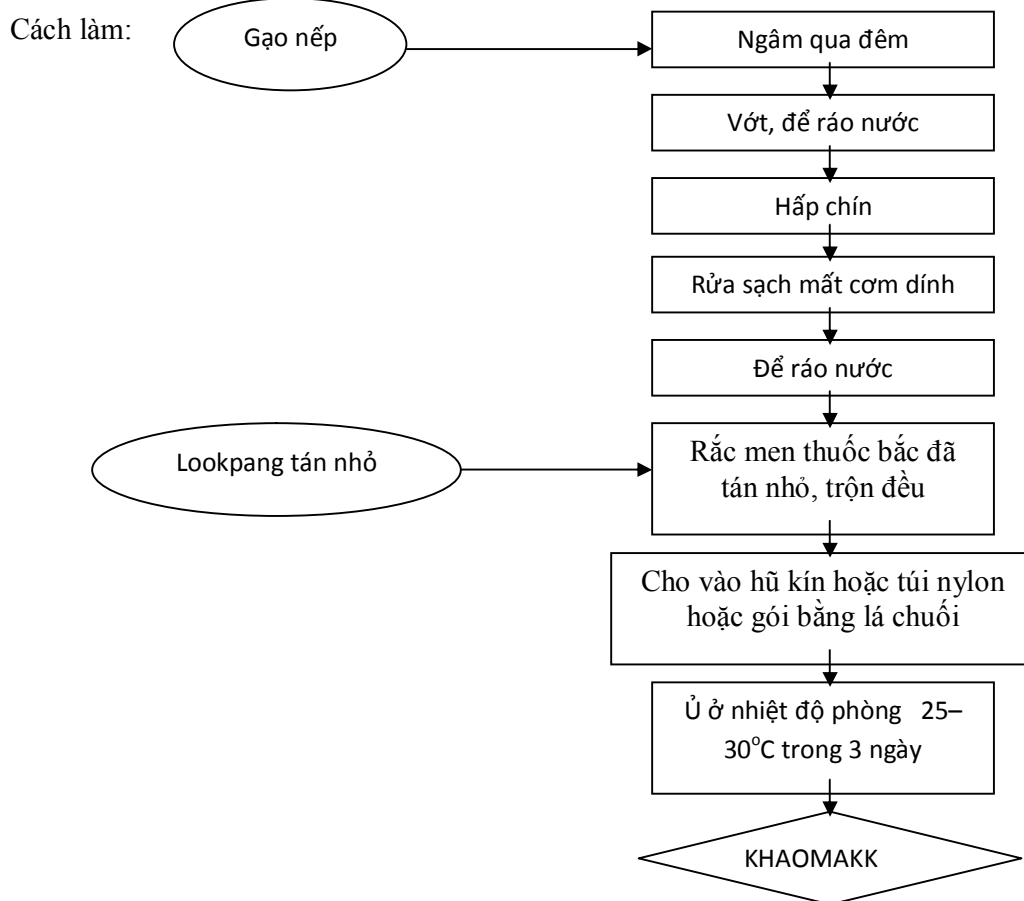 Cách làm:
Gạo nếp
Ngâm qua đêm
Vớt, để ráo nước
Hấp chín
Rửa sạch mất cơm dính
Để ráo nước
Lookpang tán nhỏ
Rắc men thuốc bắc đã
tán nhỏ, trộn đều
Cho vào hũ kín hoặc túi nylon
hoặc gói bằng lá chuối
Ủ ở nhiệt độ phòng 25–
30°C trong 3 ngày
KHAOMAKK